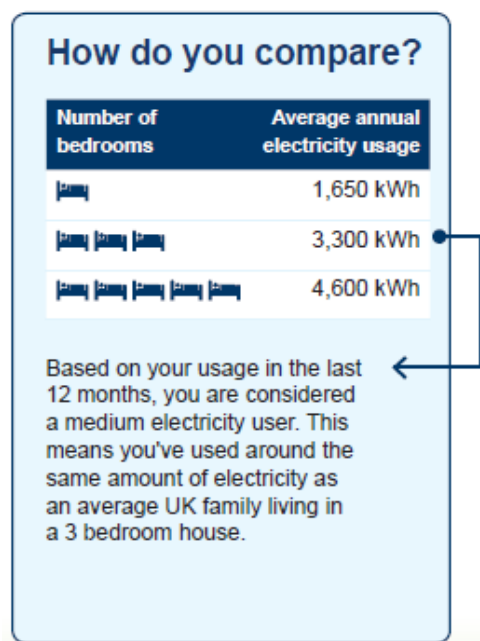 How do you compare?
Number of bedrooms Average annual electricity usage
1,650 kWh
3,300 kWh
4,600 kWh
Based on your usage in the last
12 months, you are considered
a medium electricity user. This
means you've used around the
same amount of electricity as
an average UK family living in
a 3 bedroom house.